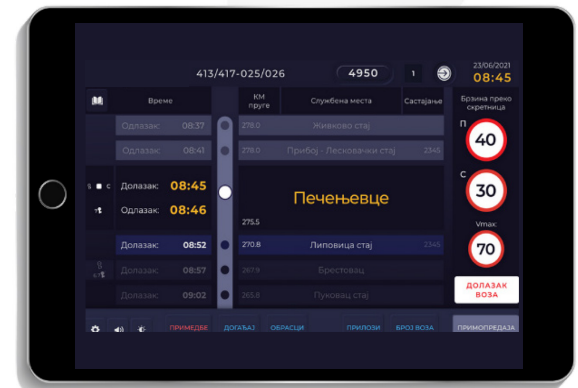 413/417-025/026 4950 1 23/06/2021 08:45
Време КМ пруге Службена места Састајање Брзина преко скретница
Одлазак: 08:37 278.0 Живково стај П 40
Одлазак: 08:41 278.0 Прибој - Лесковачки стај 2345
С 30
Долазак: 08:45 Печењевце
Одлазак: 08:46 275.5
Vmax: 70
Долазак: 08:52 270.8 Липовица стај 2345
Долазак: 08:57 267.9 Брестовац
Долазак: 09:02 265.8 Пуковац стај
ДОЛАЗАК ВОЗА
ПРИМЕДБЕ ДОГАЂАЈ ОБРАСЦИ ПРИЛОЗИ БРОЈ ВОЗА ПРИМОПРЕДАЈА